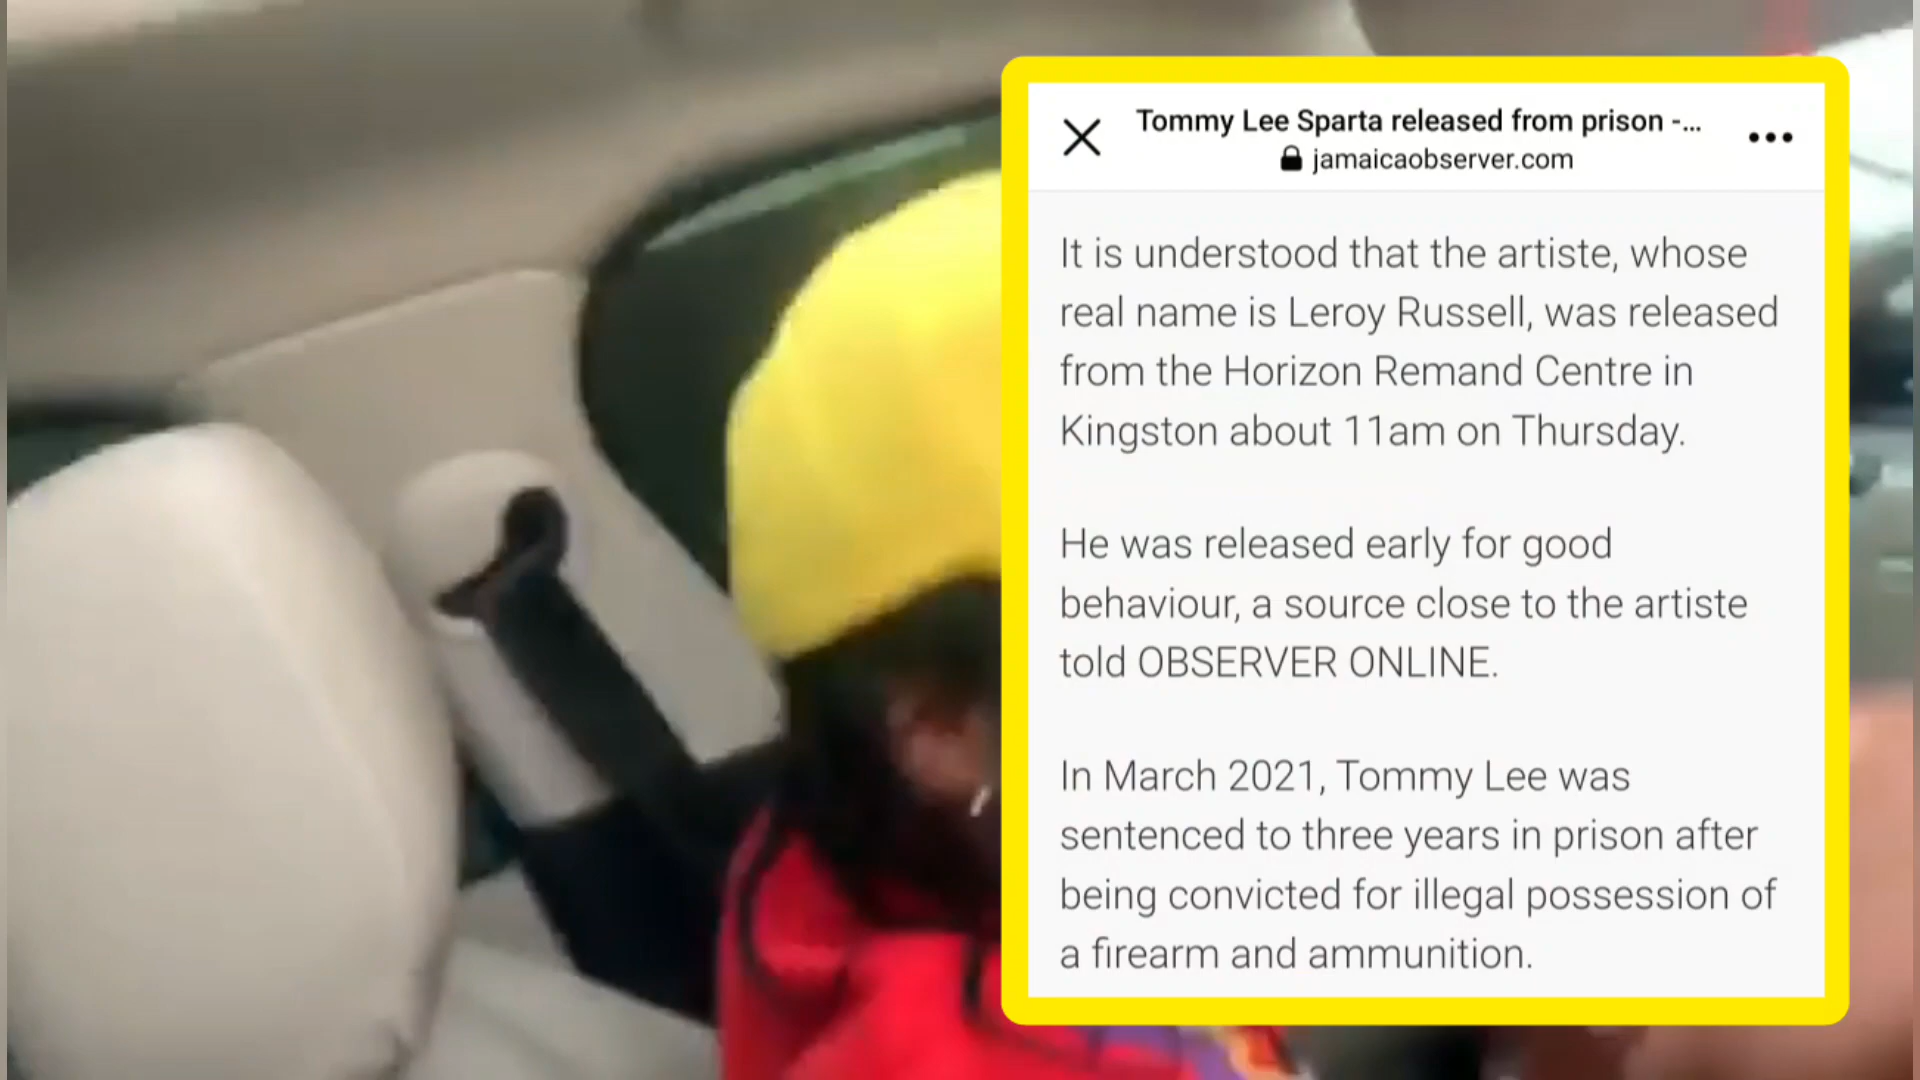 Tommy Lee Sparta released from prison -...
jamaicaobserver.com
It is understood that the artiste, whose
real name is Leroy Russell, was released
from the Horizon Remand Centre in
Kingston about 11am on Thursday.
He was released early for good
behaviour, a source close to the artiste
told OBSERVER ONLINE.
In March 2021, Tommy Lee was
sentenced to three years in prison after
being convicted for illegal possession of
a firearm and ammunition.